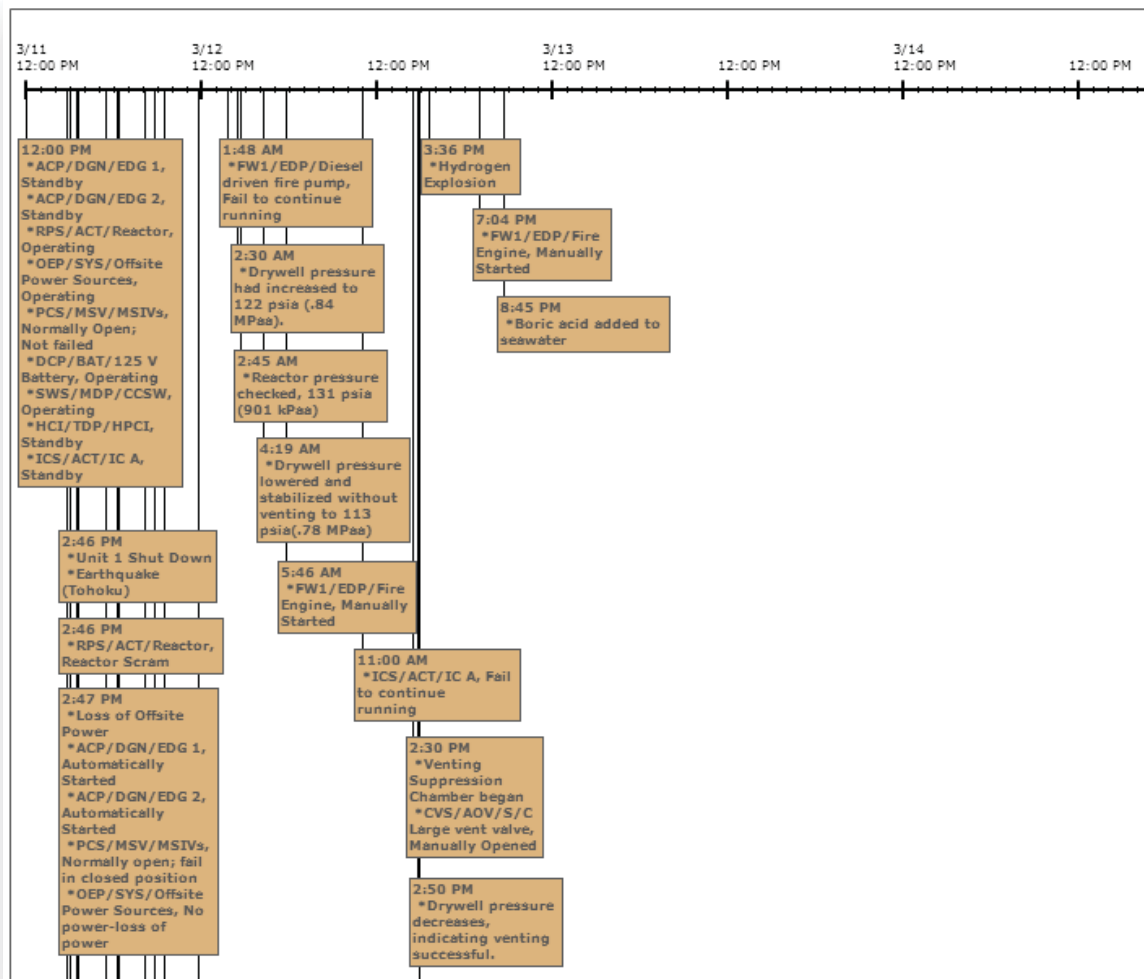 3/11
12:00 PM
3/12
12:00 PM
12:00 PM
3/13
12:00 PM
12:00 PM
3/14
12:00 PM
12:00 PM
12:00 PM
*ACP/DGN/EDG 1,
Standby
*ACP/DGN/EDG 2,
Standby
*RPS/ACT/Reactor,
Operating
*OEP/SYS/Offsite
Power Sources,
Operating
*PCS/MSV/MSIVs,
Normally Open;
Not failed
*DCP/BAT/125 V
Battery, Operating
*SWS/MDP/CCSW,
Operating
*HCI/TDP/HPCI,
Standby
*ICS/ACT/IC A,
Standby
2:46 PM
*Unit 1 Shut Down
*Earthquake
(Tohoku)
2:46 PM
*RPS/ACT/Reactor,
Reactor Scram
2:47 PM
*Loss of Offsite
Power
*ACP/DGN/EDG 1,
Automatically
Started
*ACP/DGN/EDG 2,
Automatically
Started
*PCS/MSV/MSIVs,
Normally open; fail
in closed position
*OEP/SYS/Offsite
Power Sources, No
power-loss of
power
1:48 AM
*FW1/EDP/Diesel
driven fire pump,
Fail to continue
running
2:30 AM
*Drywell pressure
had increased to
122 psia (.84
MPaa).
2:45 AM
*Reactor pressure
checked, 131 psia
(901 kPaa)
4:19 AM
*Drywell pressure
lowered and
stabilized without
venting to 113
psia(.78 MPaa)
5:46 AM
*FW1/EDP/Fire
Engine, Manually
Started
11:00 AM
*ICS/ACT/IC A, Fail
to continue
running
2:30 PM
*Venting
Suppression
Chamber began
*CVS/AOV/S/C
Large vent valve,
Manually Opened
2:50 PM
*Drywell pressure
decreases,
indicating venting
successful.
3:36 PM
*Hydrogen
Explosion
7:04 PM
*FW1/EDP/Fire
Engine, Manually
Started
8:45 PM
*Boric acid added to
seawater